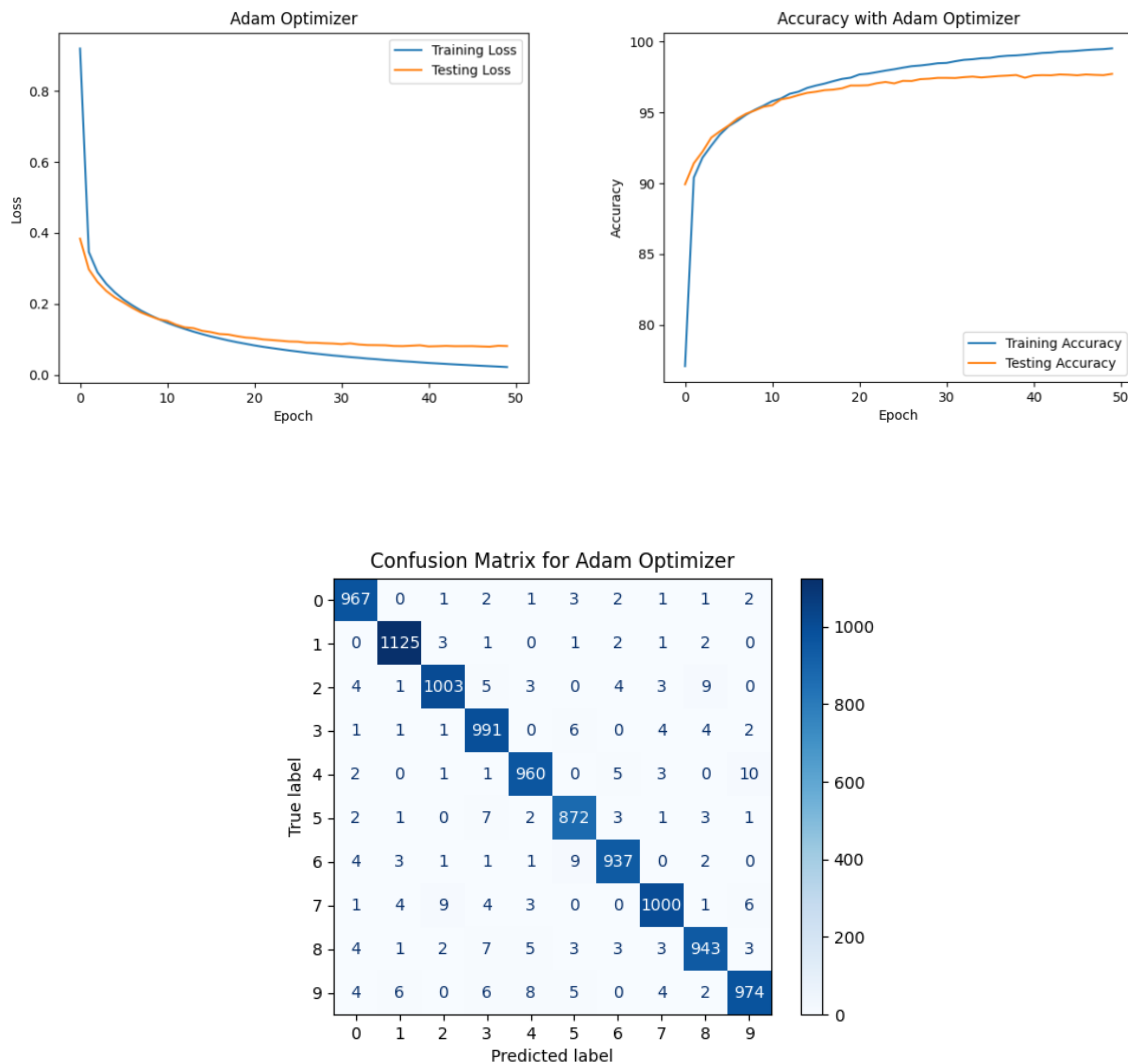 Adam Optimizer
Training Loss
Testing Loss
0.8
0.6
0.4
0.2
0.0
Loss
0 10 20 30 40 50
Epoch
Accuracy with Adam Optimizer
100
95
90
85
80
Accuracy
Training Accuracy
Testing Accuracy
0 10 20 30 40 50
Epoch
Confusion Matrix for Adam Optimizer
True label
0 967 0 1 2 1 3 2 1 1 2
1 0 1125 3 1 0 1 2 1 2 0
2 4 1 1003 5 3 0 4 3 9 0
3 1 1 1 991 0 6 0 4 4 2
4 2 0 1 1 960 0 5 3 0 10
5 2 1 0 7 2 872 3 1 3 1
6 4 3 1 1 1 9 937 0 2 0
7 1 4 9 4 3 0 0 1000 1 6
8 4 1 2 7 5 3 3 3 943 3
9 4 6 0 6 8 5 0 4 2 974
0 1 2 3 4 5 6 7 8 9
Predicted label
1000
800
600
400
200
0